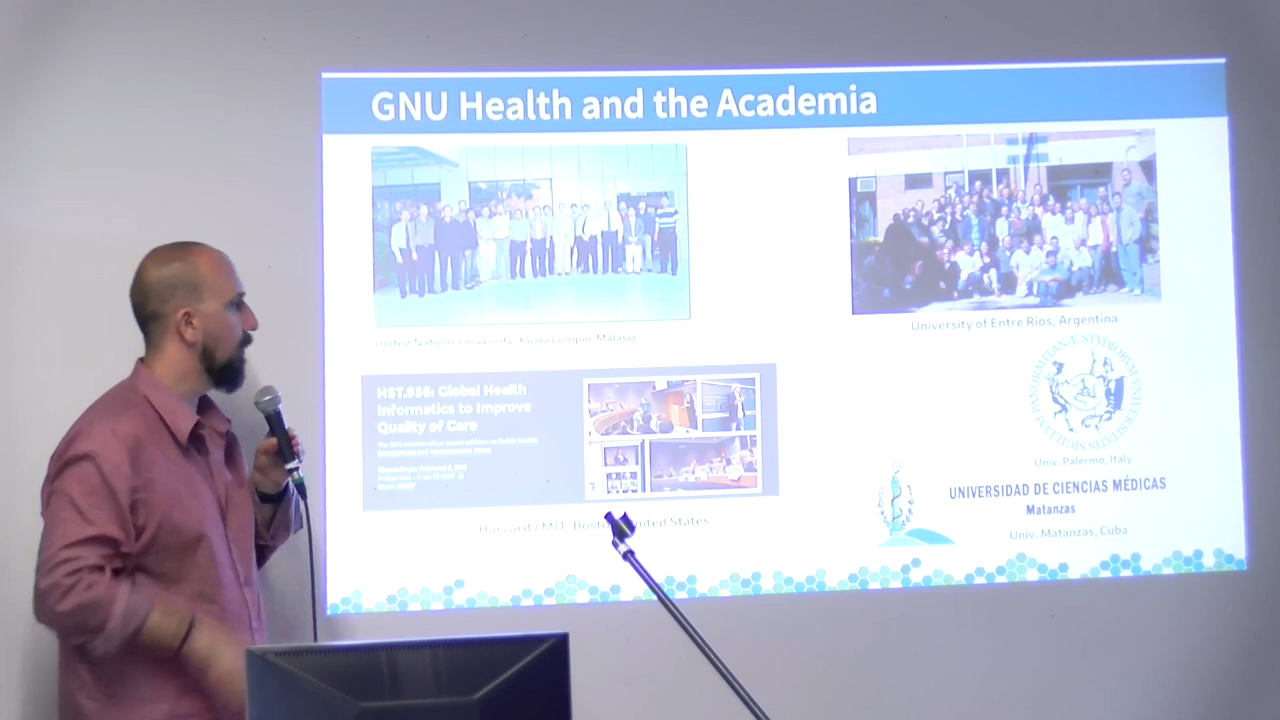 GNU Health and the Academia
United Nations University, Kuala Lumpur Malasia
University of Entre Rios, Argentina
HST.936: Global Health
Informatics to Improve
Quality of Care
Harvard / MIT, Boston United States
Univ. Palermo, Italy
UNIVERSIDAD DE CIENCIAS MÉDICAS
Matanzas
Univ. Matanzas, Cuba